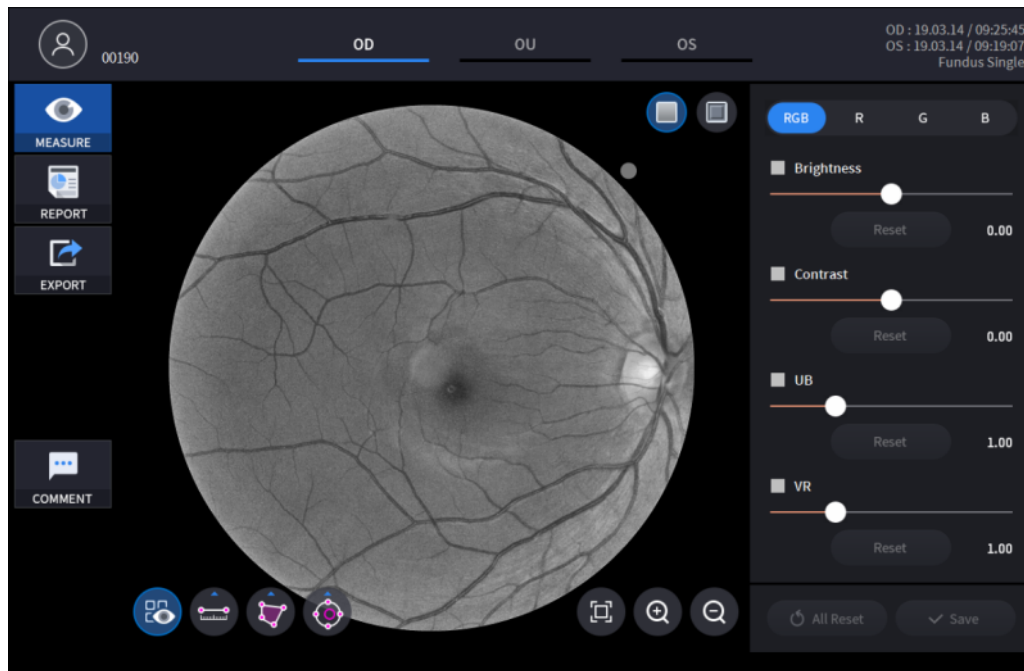 00190
OD
OU
OS
OD : 19.03.14 / 09:25:45
OS : 19.03.14 / 09:19:07
Fundus Single
MEASURE
REPORT
EXPORT
COMMENT
RGB
R
G
B
Brightness
Reset
0.00
Contrast
Reset
0.00
UB
Reset
1.00
VR
Reset
1.00
All Reset
Save